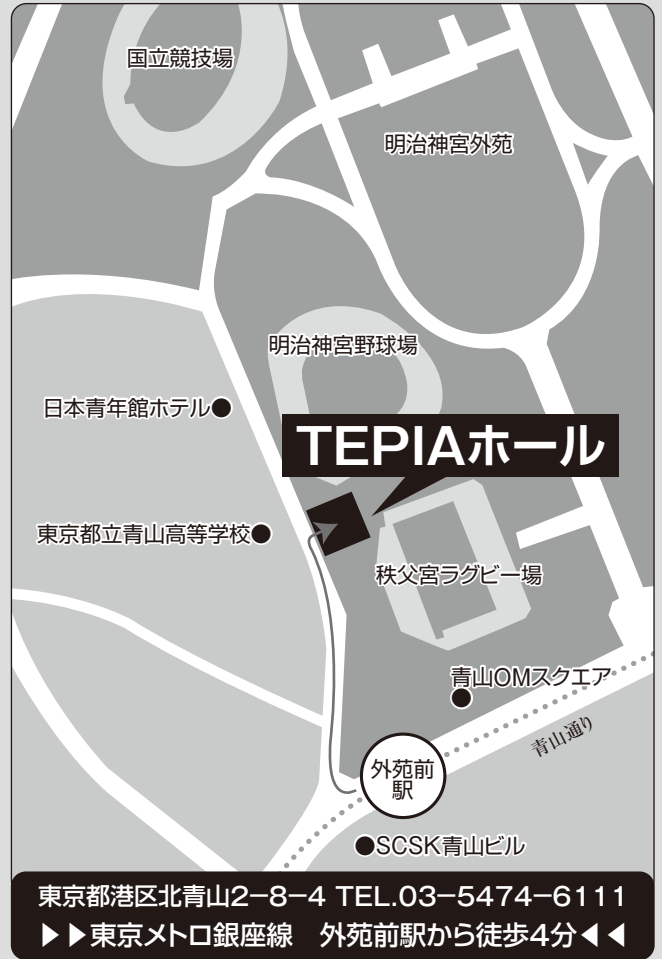 国立競技場
明治神宮外苑
明治神宮野球場
日本青年館ホテル●
TEPIAホール
東京都立青山高等学校●
秩父宮ラグビー場
青山OMスクエア
青山通り
外苑前
駅
●SCSK青山ビル
東京都港区北青山2−8−4 TEL.03−5474−6111
▶▶東京メトロ銀座線　外苑前駅から徒歩4分◀◀